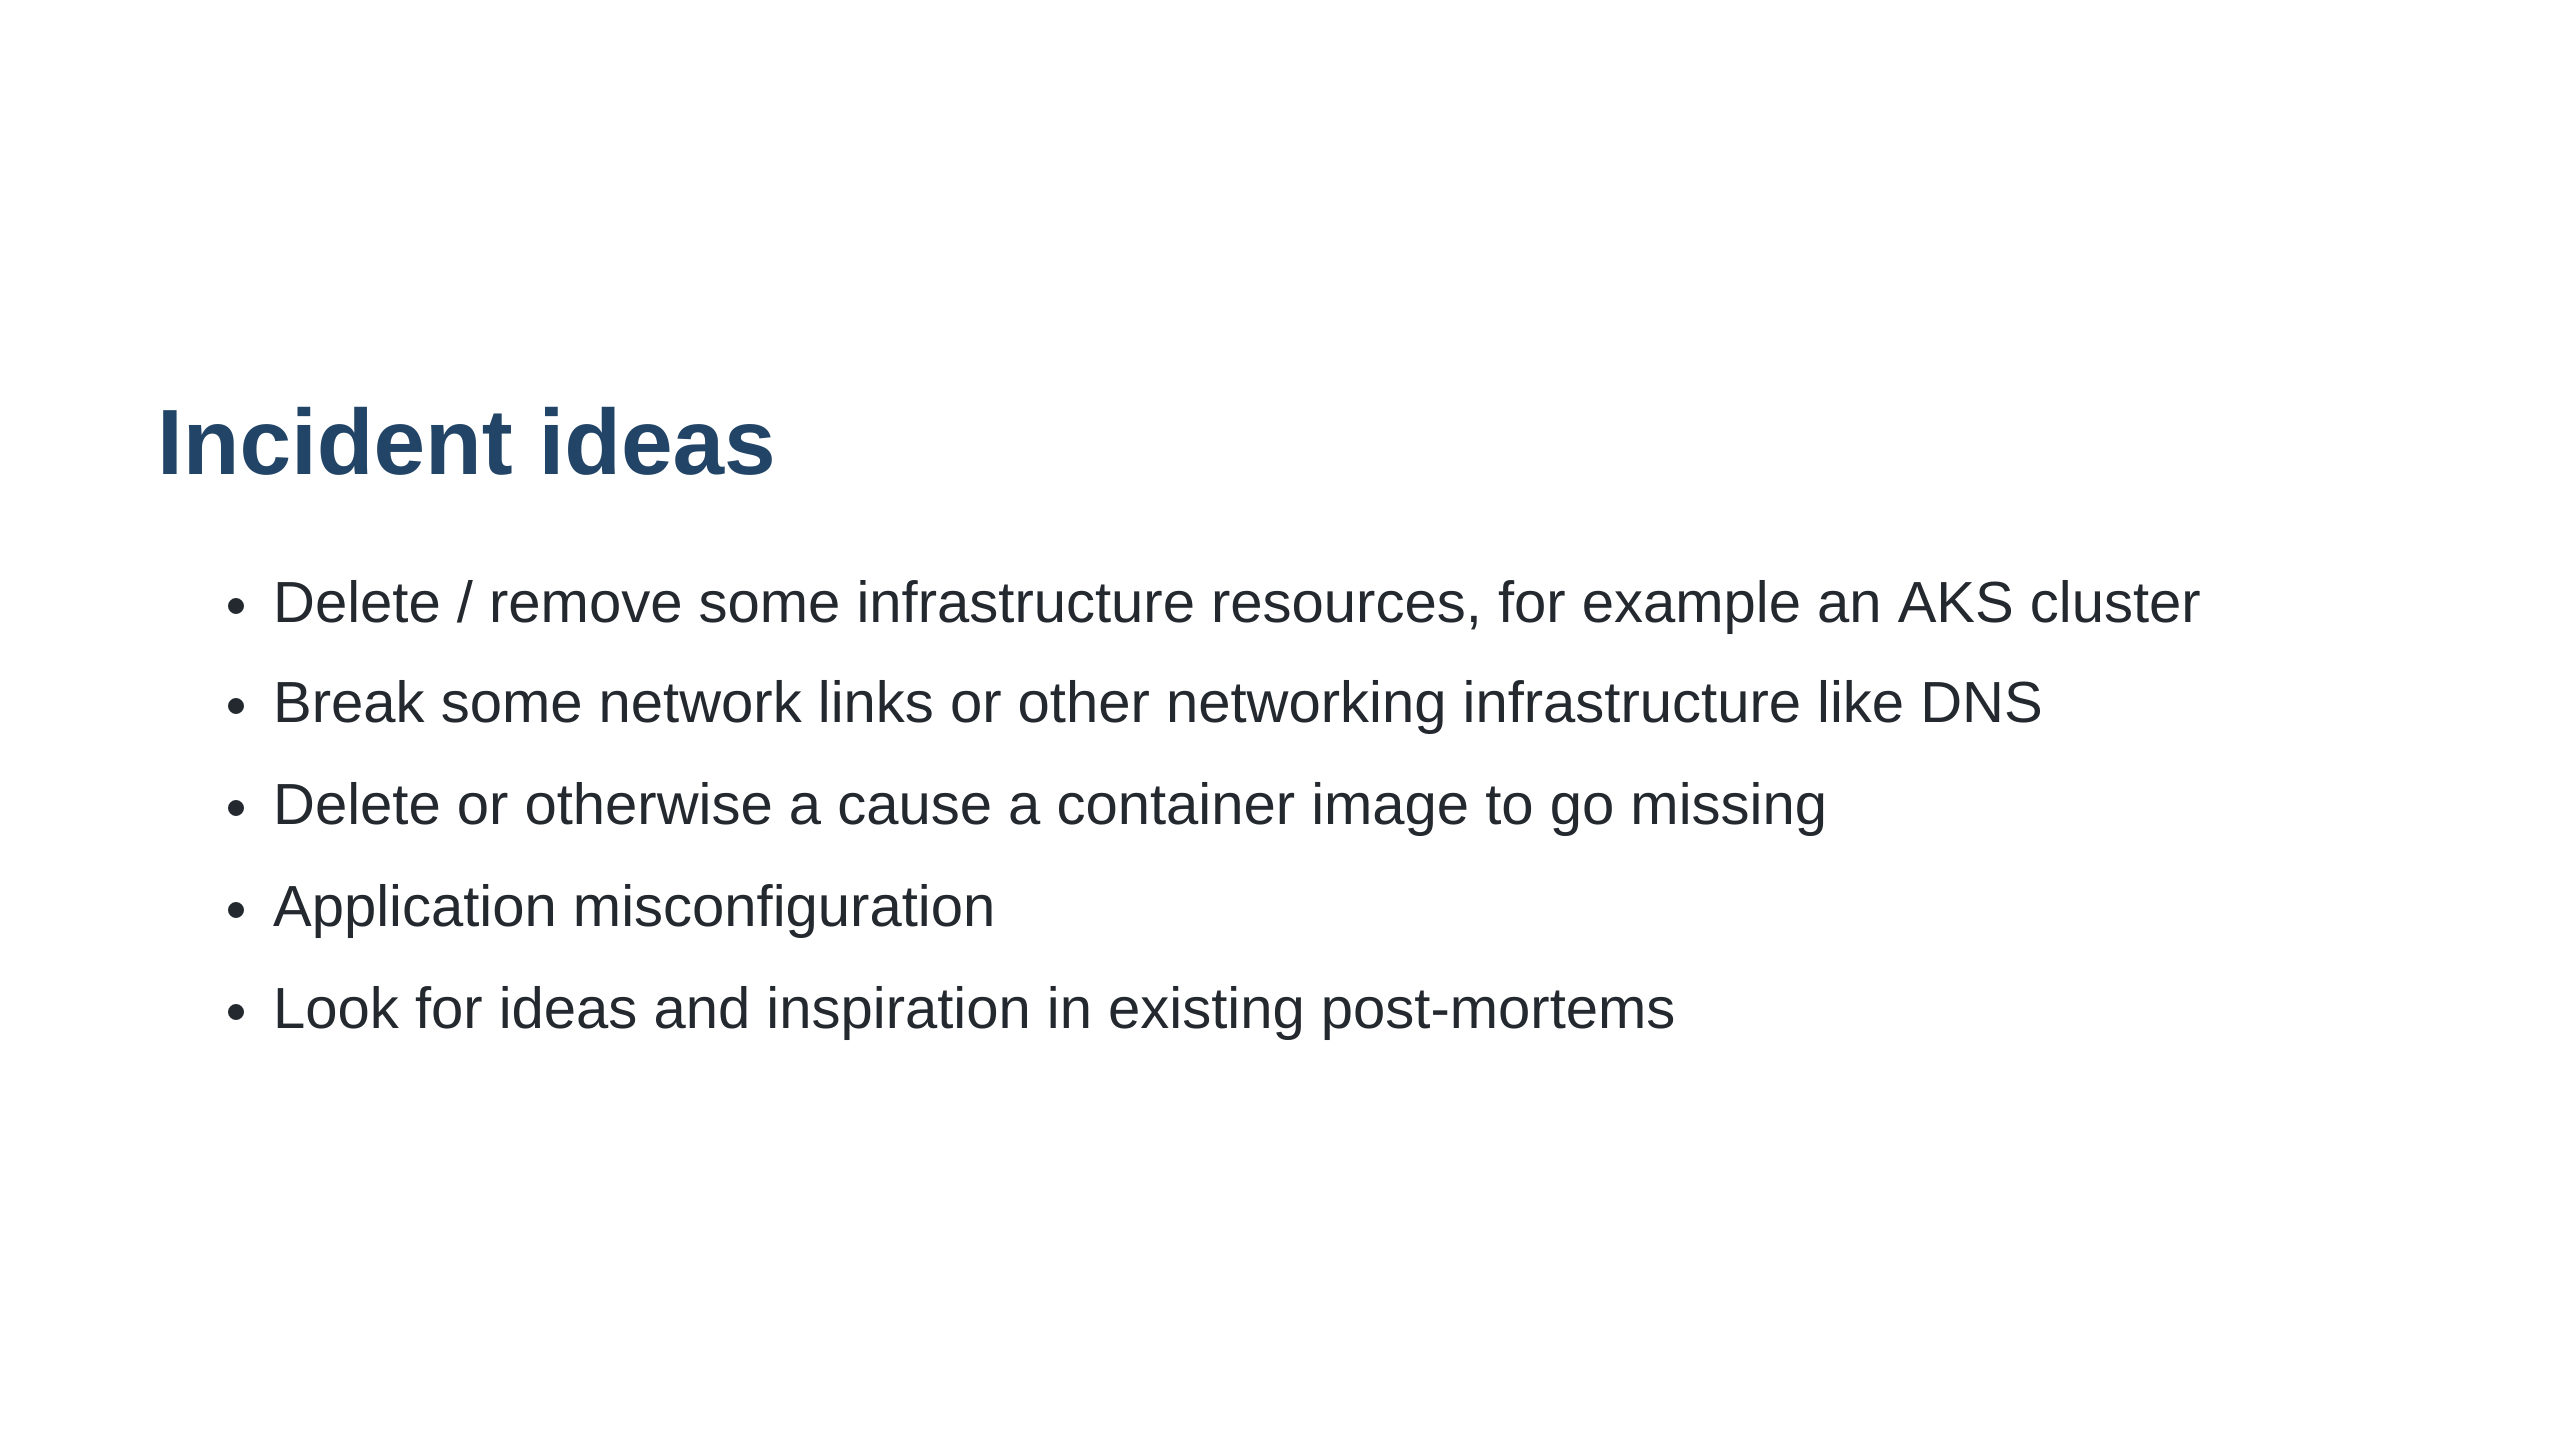 Incident ideas
• Delete / remove some infrastructure resources, for example an AKS cluster
• Break some network links or other networking infrastructure like DNS
• Delete or otherwise a cause a container image to go missing
• Application misconfiguration
• Look for ideas and inspiration in existing post-mortems